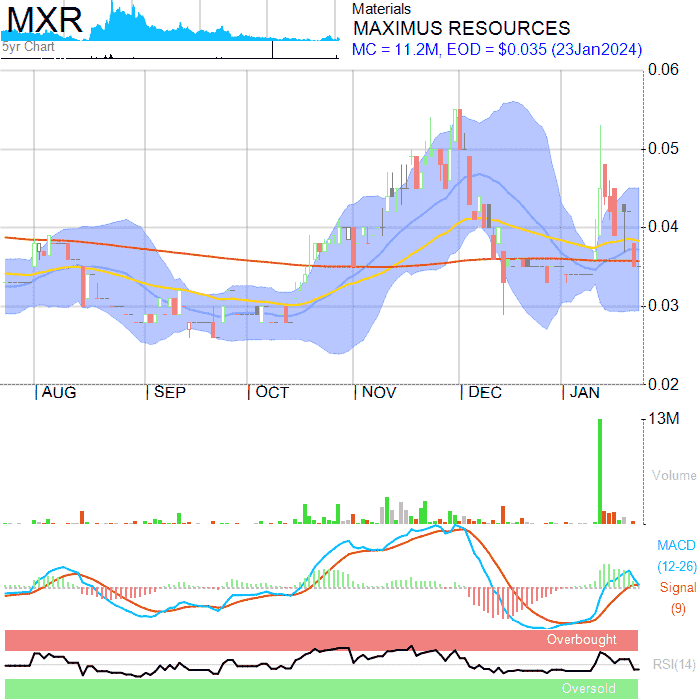 MXR
5yr Chart
Materials
MAXIMUS RESOURCES
MC = 11.2M, EOD = $0.035 (23Jan2024)
0.06
0.05
0.04
0.03
0.02
AUG SEP OCT NOV DEC JAN
13M
Volume
MACD
(12-26)
Signal
(9)
Overbought
RSI(14)
Oversold